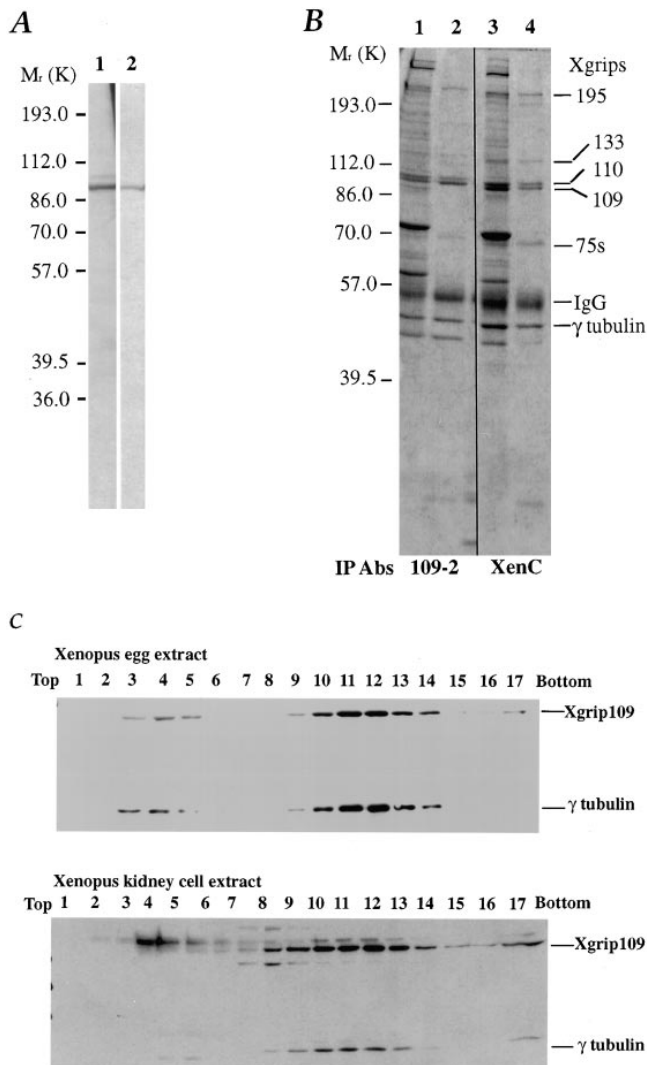 A
1 2
Mr (K)
193.0
112.0
86.0
70.0
57.0
39.5
36.0
B
1 2 3 4
Mr (K)
Xgrips
193.0
195
133
112.0
110
86.0
109
70.0
75s
57.0
IgG
γ tubulin
39.5
IP Abs 109-2 XenC
C
Xenopus egg extract
Top 1 2 3 4 5 6 7 8 9 10 11 12 13 14 15 16 17 Bottom
Xgrip109
γ tubulin
Xenopus kidney cell extract
Top 1 2 3 4 5 6 7 8 9 10 11 12 13 14 15 16 17 Bottom
Xgrip109
γ tubulin